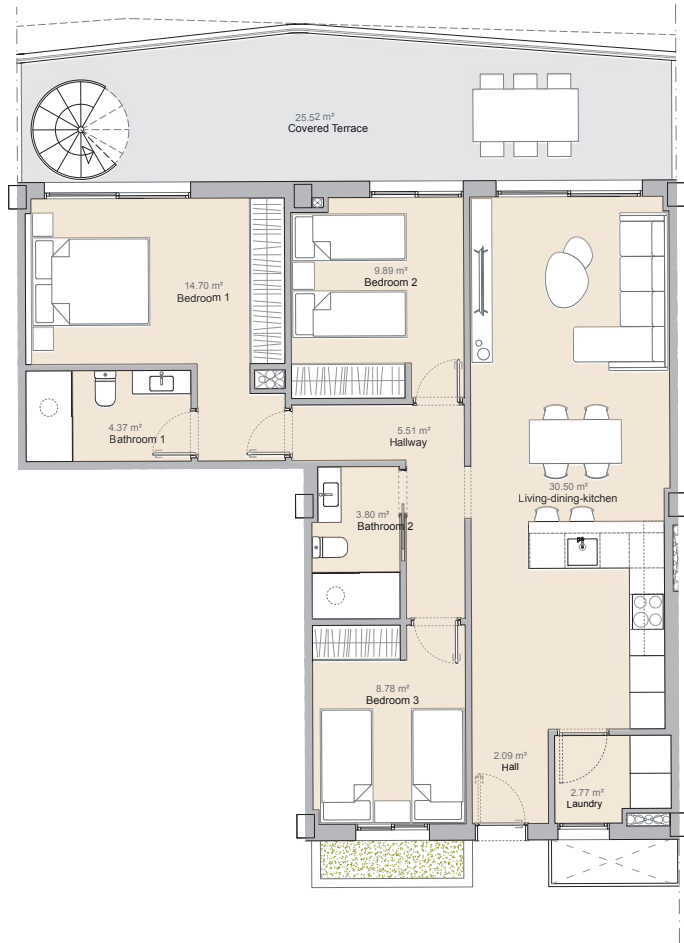 25.52 m²
Covered Terrace
14.70 m²
Bedroom 1
9.89 m²
Bedroom 2
4.37 m²
Bathroom 1
5.51 m²
Hallway
30.50 m²
Living-dining-kitchen
3.80 m²
Bathroom 2
8.78 m²
Bedroom 3
2.09 m²
Hall
2.77 m²
Laundry